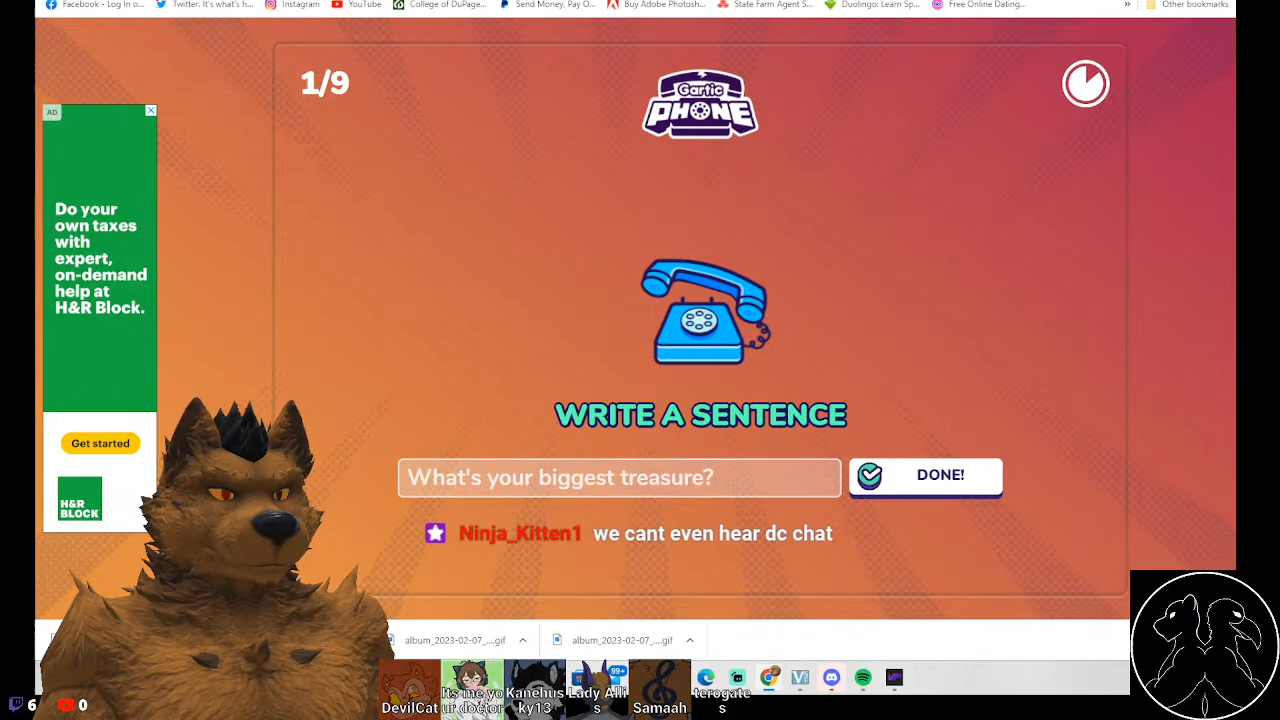 Facebook - Log In o...
Twitter. It's what's h...
Instagram
YouTube
College of DuPage...
Send Money, Pay O...
Buy Adobe Photosh...
State Farm Agent S...
Duolingo: Learn Sp...
Free Online Dating...
»
Other bookmarks
1/9
Gartic
PHONE
AD
Do your
own taxes
with
expert,
on-demand
help at
H&R Block.
Get started
H&R
BLOCK
WRITE A SENTENCE
What's your biggest treasure?
DONE!
Ninja_Kitten1 we cant even hear dc chat
album_2023-02-07_....gif
album_2023-02-07_....gif
99+
DevilCat
Its me yo
ur doctor
Kanehus
ky13
Lady Alli
s
Samaah
terogate
s
6
0